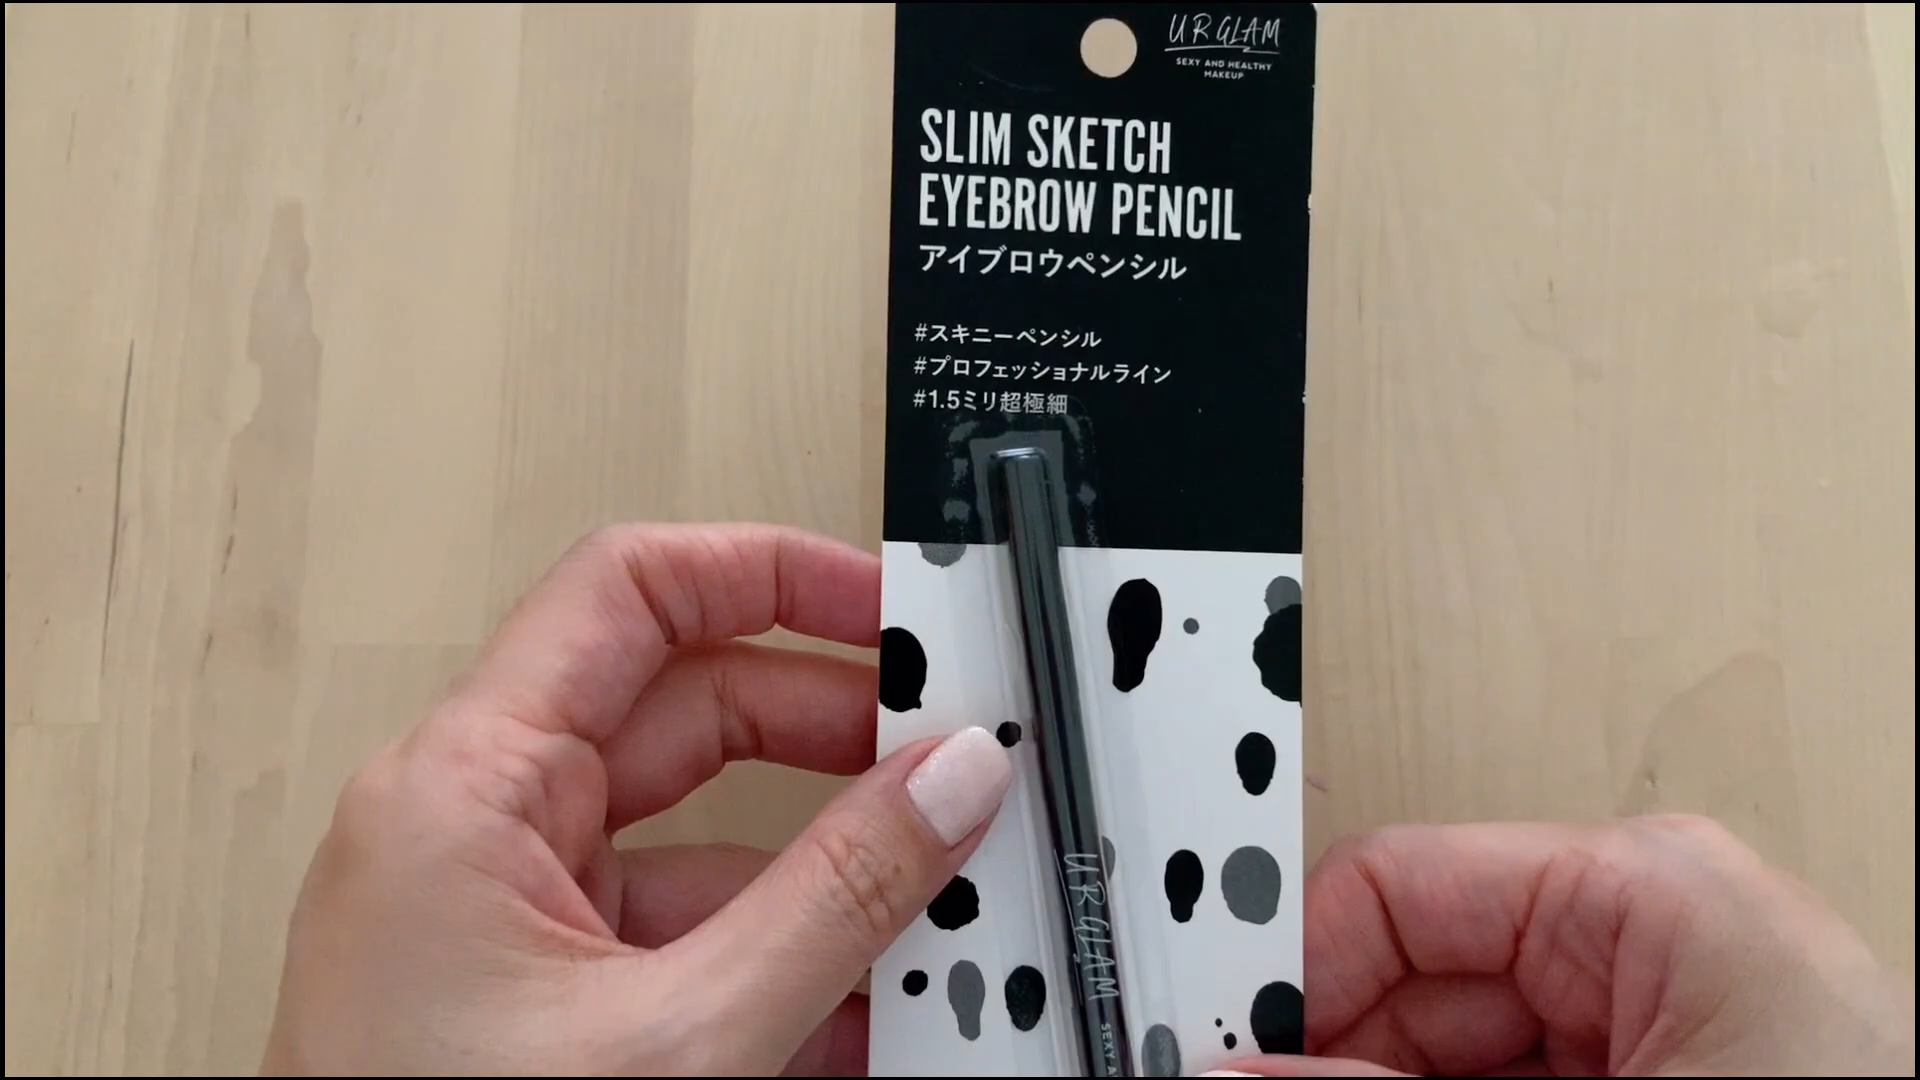 UR GLAM
SEXY AND HEALTHY
MAKEUP
SLIM SKETCH
EYEBROW PENCIL
アイブロウペンシル
#スキニーペンシル
#プロフェッショナルライン
#1.5ミリ超極細
UR GLAM
SEXY